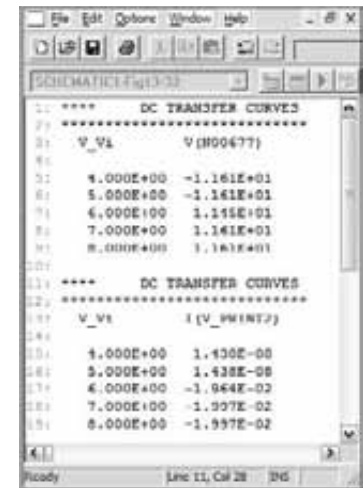 File Edit Options Window Help
SCHEMATIC1-Fig(3-33)
1: **** DC TRANSFER CURVES
2: ******************************
3: V_Vi V(N00677)
4:
5: 4.000E+00 -1.161E+01
6: 5.000E+00 -1.161E+01
7: 6.000E+00 1.145E+01
8: 7.000E+00 1.161E+01
9: 8.000E+00 1.161E+01
10:
11: **** DC TRANSFER CURVES
12: ******************************
13: V_Vi I(V_PRINT2)
14:
15: 4.000E+00 1.438E-08
16: 5.000E+00 1.438E-08
17: 6.000E+00 -1.964E-02
18: 7.000E+00 -1.997E-02
19: 8.000E+00 -1.997E-02
Ready Line 11, Col 28 INS